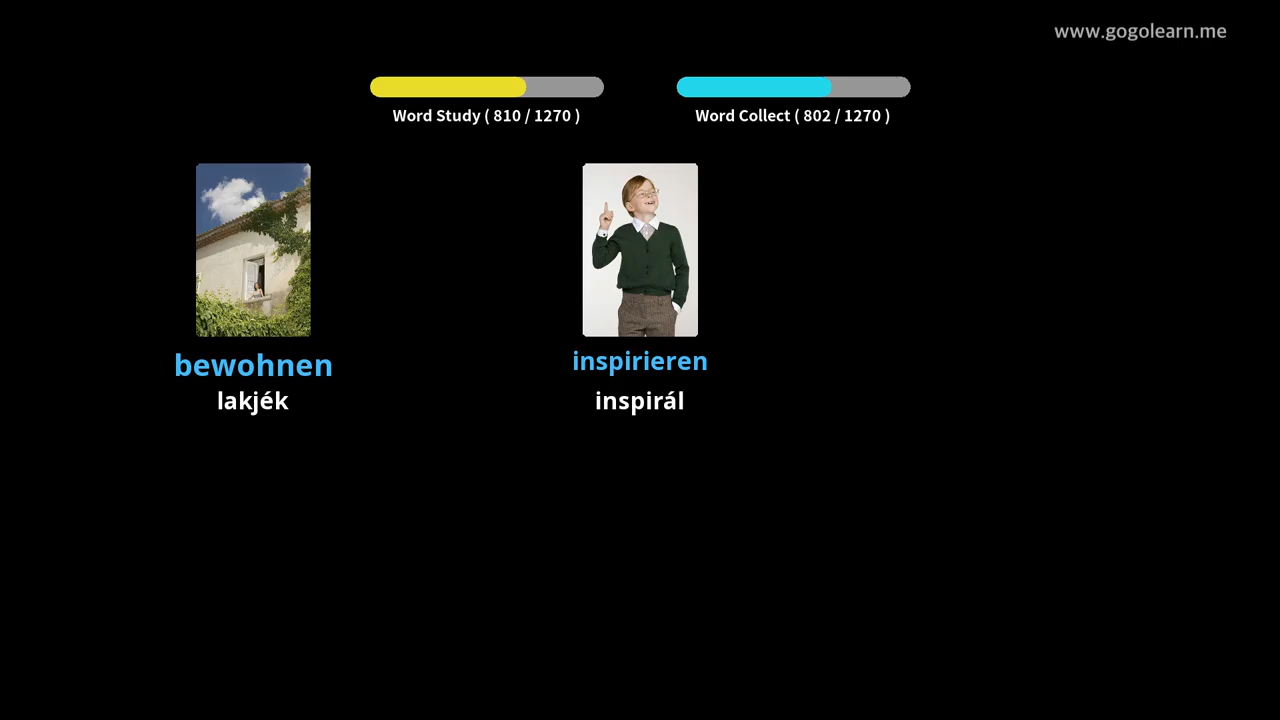 www.gogolearn.me
Word Study ( 810 / 1270 )
Word Collect ( 802 / 1270 )
bewohnen
lakjék
inspirieren
inspirál